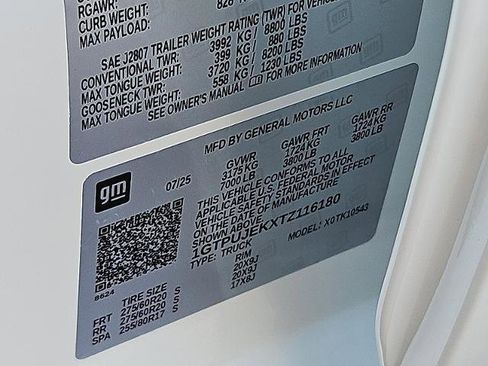 RGAWR: 828
CURB WEIGHT:
MAX PAYLOAD:
SAE J2807 TRAILER WEIGHT RATING (TWR) FOR VEHICLE
CONVENTIONAL TWR: 3992 KG / 8800 LBS
MAX TONGUE WEIGHT: 399 KG / 880 LBS
GOOSENECK TWR: 3720 KG / 8200 LBS
MAX TONGUE WEIGHT: 558 KG / 1230 LBS
SEE OWNER'S MANUAL FOR MORE INFORMATION
MFD BY GENERAL MOTORS LLC
gm
07/25
GVWR GAWR FRT GAWR RR
3175 KG 1724 KG 1724 KG
7000 LB 3800 LB 3800 LB
THIS VEHICLE CONFORMS TO ALL
APPLICABLE U.S. FEDERAL MOTOR
VEHICLE SAFETY STANDARDS IN EFFECT
ON THE DATE OF MANUFACTURE
SHOWN ABOVE.
1GTPUJEKXTZ116180
TYPE: TRUCK MODEL: X0TK10543
8624
TIRE SIZE RIM
FRT 275/60R20 S 20X9J
RR 275/60R20 S 20X9J
SPA 255/80R17 S 17X8J